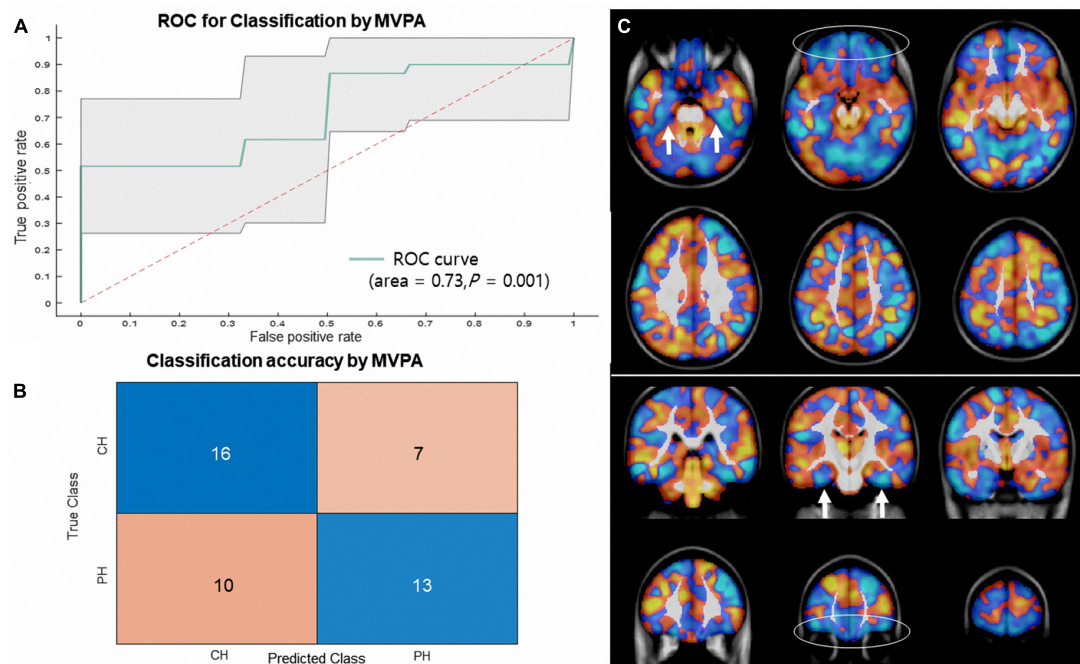 A
ROC for Classification by MVPA
1
0.9
0.8
0.7
0.6
0.5
0.4
0.3
0.2
0.1
0
True positive rate
ROC curve
(area = 0.73, P = 0.001)
0 0.1 0.2 0.3 0.4 0.5 0.6 0.7 0.8 0.9 1
False positive rate
B
Classification accuracy by MVPA
True Class
CH
16 7
PH
10 13
CH Predicted Class PH
C